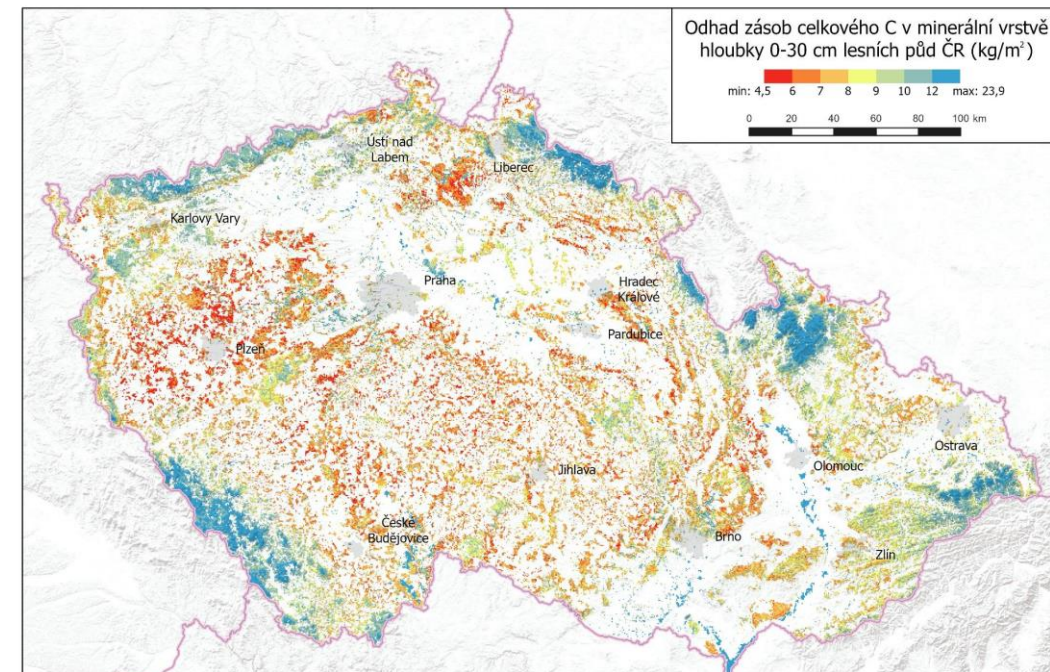 Odhad zásob celkového C v minerální vrstvě
hloubky 0-30 cm lesních půd ČR (kg/m²)
min: 4,5 6 7 8 9 10 12 max: 23,9
0 20 40 60 80 100 km
Ústí nad
Labem
Liberec
Karlovy Vary
Praha
Hradec
Králové
Pardubice
Plzeň
Ostrava
Jihlava
Olomouc
České
Budějovice
Brno
Zlín